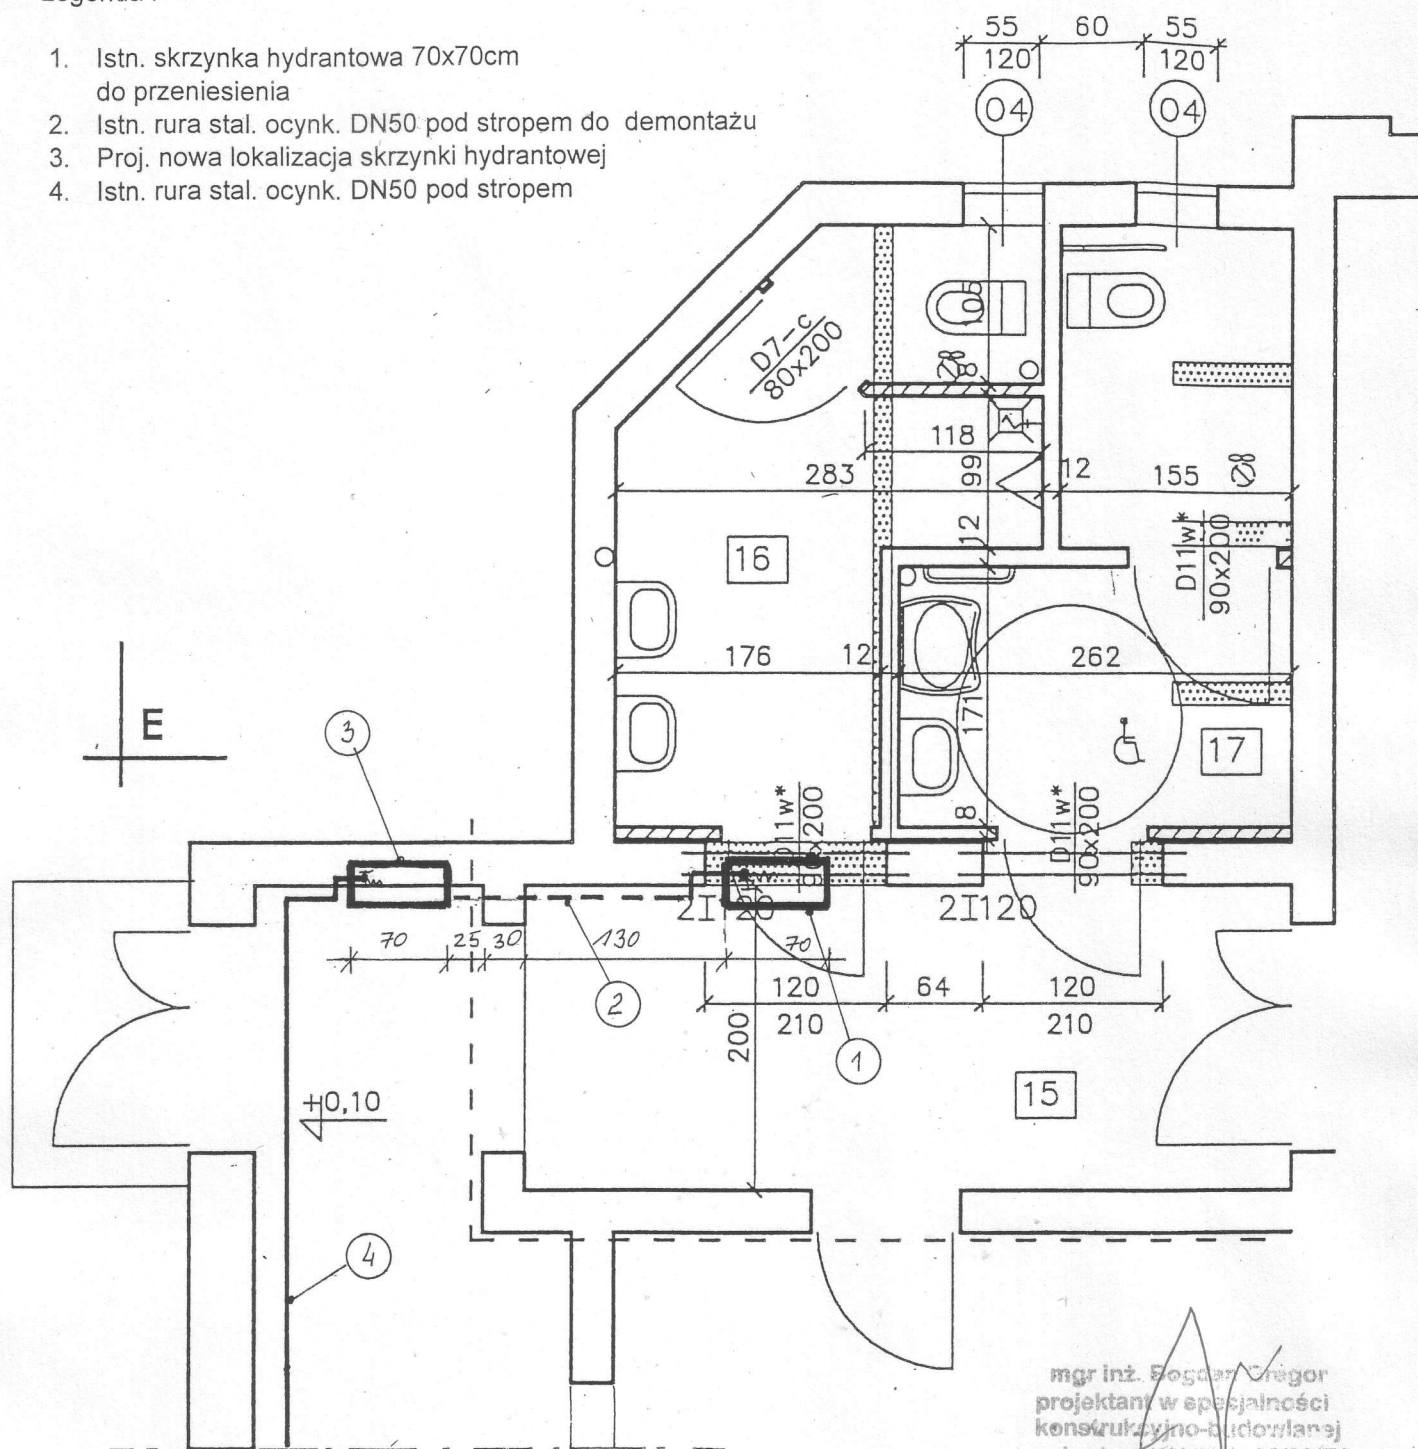 1. Istn. skrzynka hydrantowa 70x70cm
do przeniesienia
2. Istn. rura stal. ocynk. DN50 pod stropem do demontażu
3. Proj. nowa lokalizacja skrzynki hydrantowej
4. Istn. rura stal. ocynk. DN50 pod stropem
55 60 55
120 120
04 04
D7-c
80x200
105
8
118
283
99
12
155
12
16
D11w*
90x200
176
12
262
171
17
E
3
8
D11w*
90x200
2I120
70
25
30
130
70
2
120
64
120
210
210
200
1
15
+0,10
4
mgr inż. Bogdan Gregor
projektant w specjalności
konstrukcyjno-budowlanej